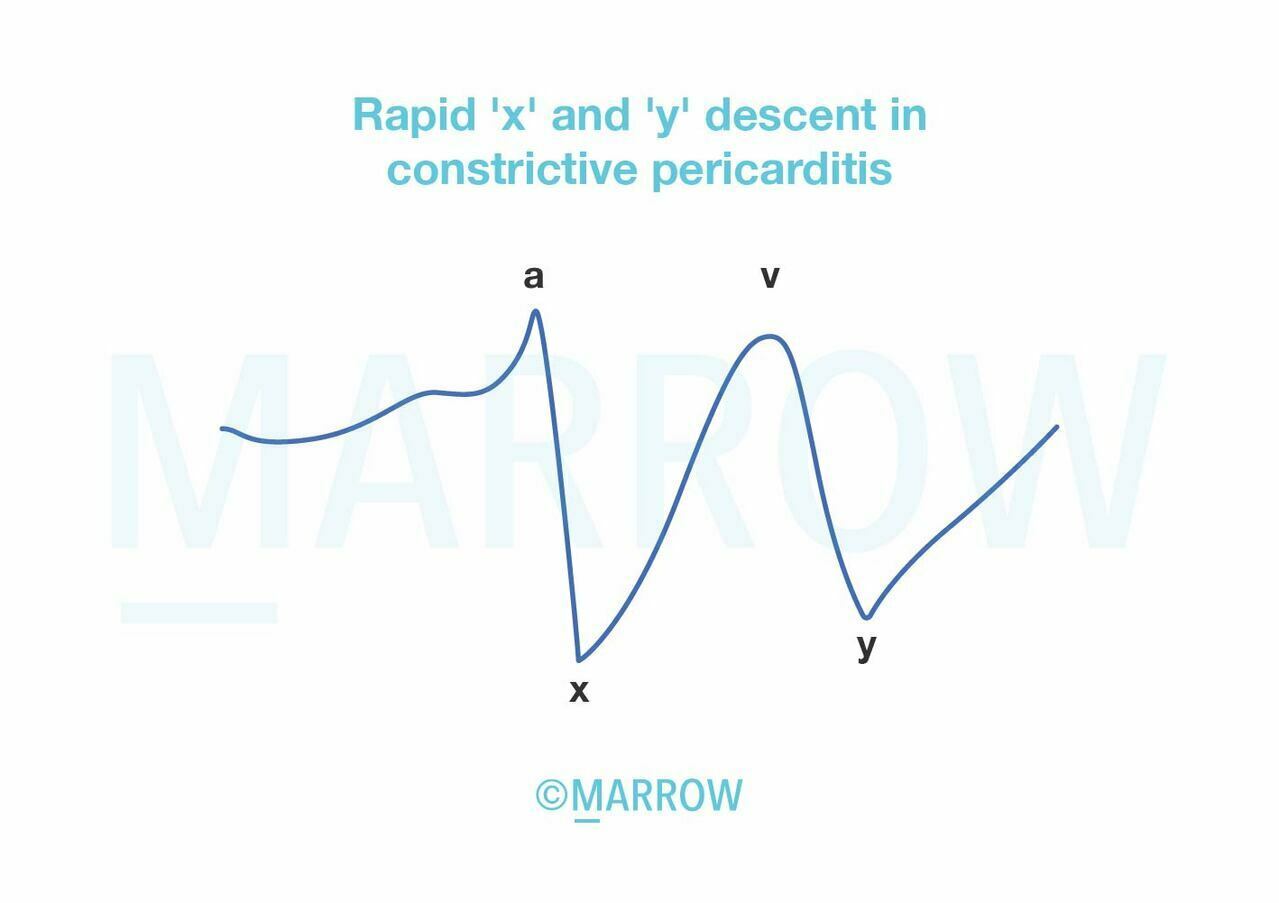 Rapid 'x' and 'y' descent in
constrictive pericarditis
a
v
MARROW
y
x
©MARROW